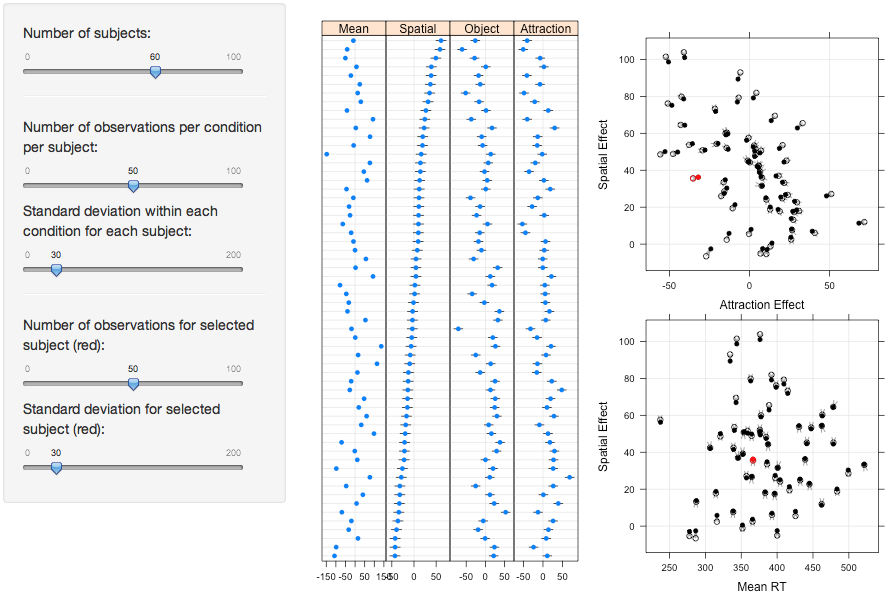 Number of subjects:
0 60 100
Number of observations per condition
per subject:
0 50 100
Standard deviation within each
condition for each subject:
0 30 200
Number of observations for selected
subject (red):
0 50 100
Standard deviation for selected
subject (red):
0 30 200
Mean Spatial Object Attraction
-150 -50 0 50 150
-50 0 50
-50 0 50
-50 0 50
Spatial Effect
100
80
60
40
20
0
-50 0 50
Attraction Effect
Spatial Effect
100
80
60
40
20
0
250 300 350 400 450 500
Mean RT